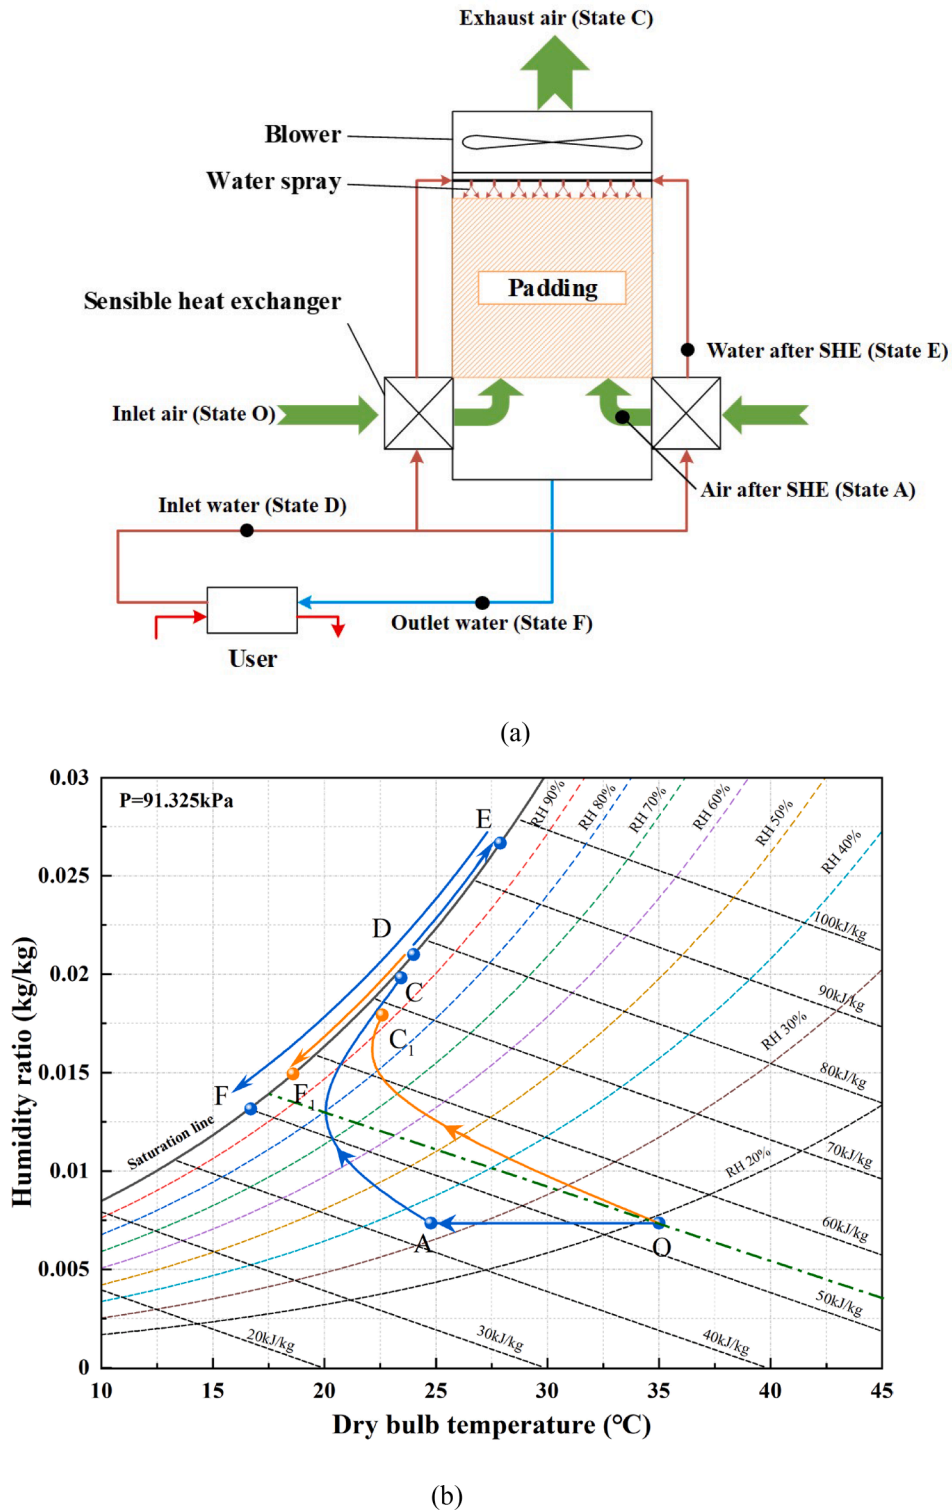 Exhaust air (State C)
Blower
Water spray
Padding
Sensible heat exchanger
Water after SHE (State E)
Inlet air (State O)
Air after SHE (State A)
Inlet water (State D)
Outlet water (State F)
User
(a)
0.03
0.025
0.02
0.015
0.01
0.005
0
Humidity ratio (kg/kg)
P=91.325kPa
E
D
C
C1
F
F1
A
O
Saturation line
RH 90%
RH 80%
RH 70%
RH 60%
RH 50%
RH 40%
RH 30%
RH 20%
100kJ/kg
90kJ/kg
80kJ/kg
70kJ/kg
60kJ/kg
50kJ/kg
40kJ/kg
30kJ/kg
20kJ/kg
10 15 20 25 30 35 40 45
Dry bulb temperature (°C)
(b)